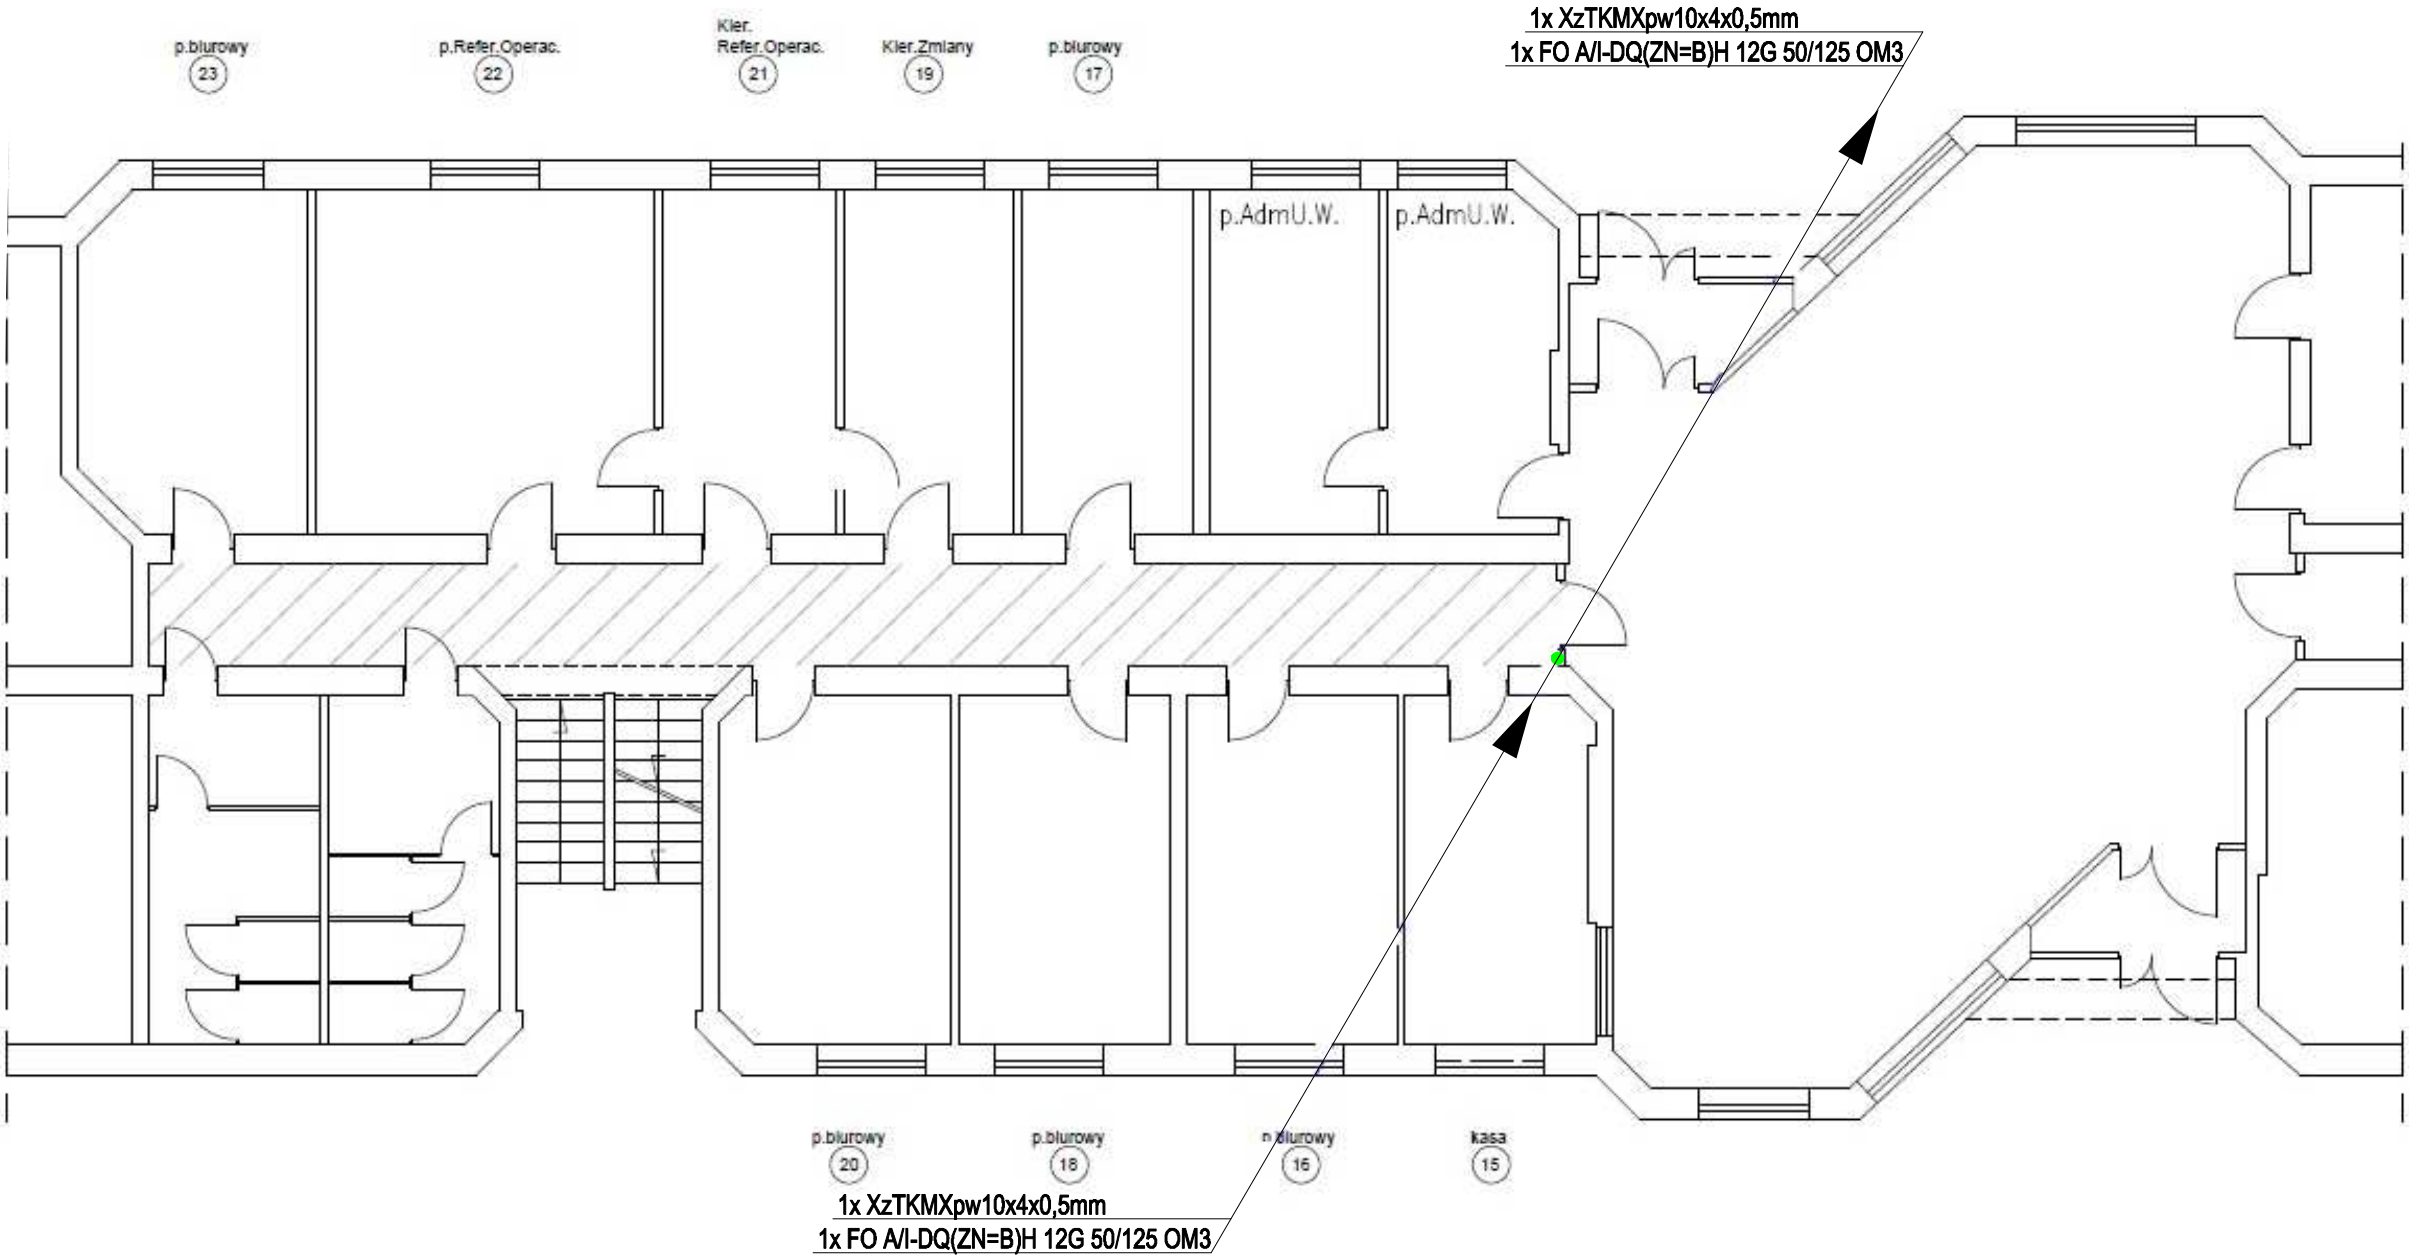 1x XzTKMXpw10x4x0,5mm
1x FO A/I-DQ(ZN=B)H 12G 50/125 OM3
p.biurowy
23
p.Refer.Operac.
22
Kier.
Refer.Operac.
21
Kier.Zmiany
19
p.biurowy
17
p.AdmU.W.
p.AdmU.W.
p.biurowy
20
p.biurowy
18
biurowy
16
kasa
15
1x XzTKMXpw10x4x0,5mm
1x FO A/I-DQ(ZN=B)H 12G 50/125 OM3